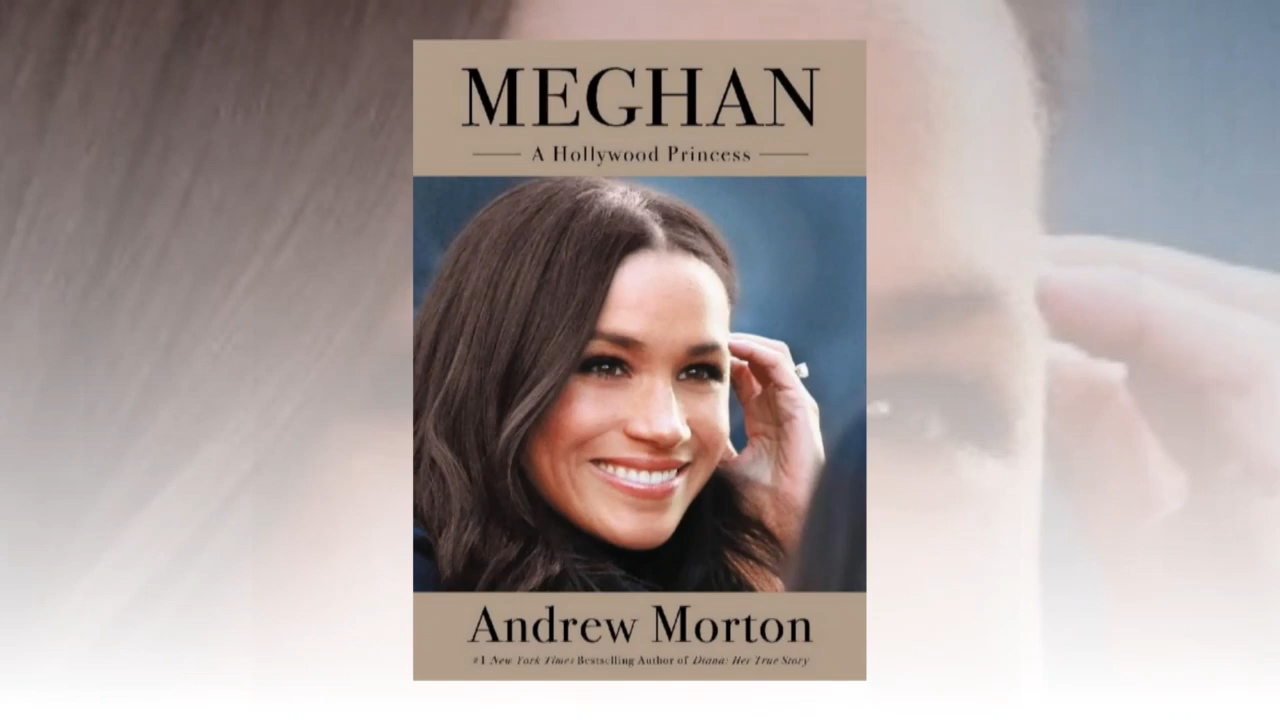 MEGHAN
A Hollywood Princess
Andrew Morton
#1 New York Times Bestselling Author of Diana: Her True Story